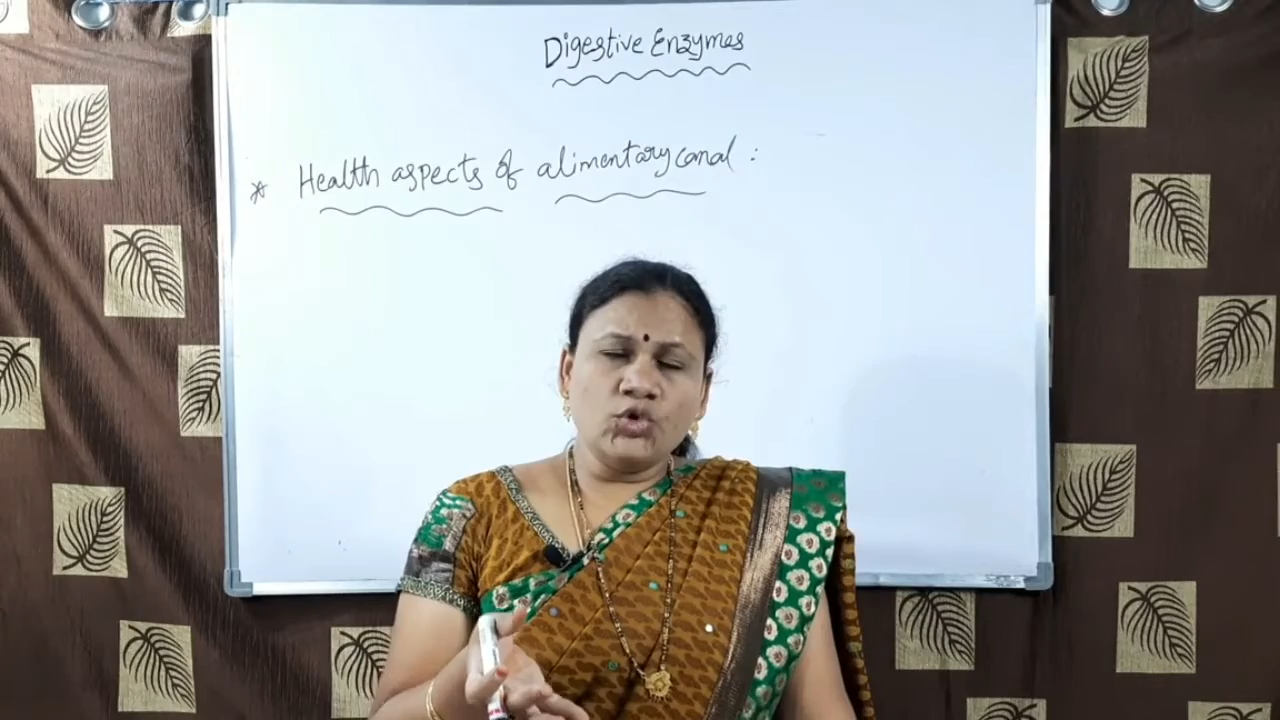 Digestive Enzymes
* Health aspects of alimentary canal :